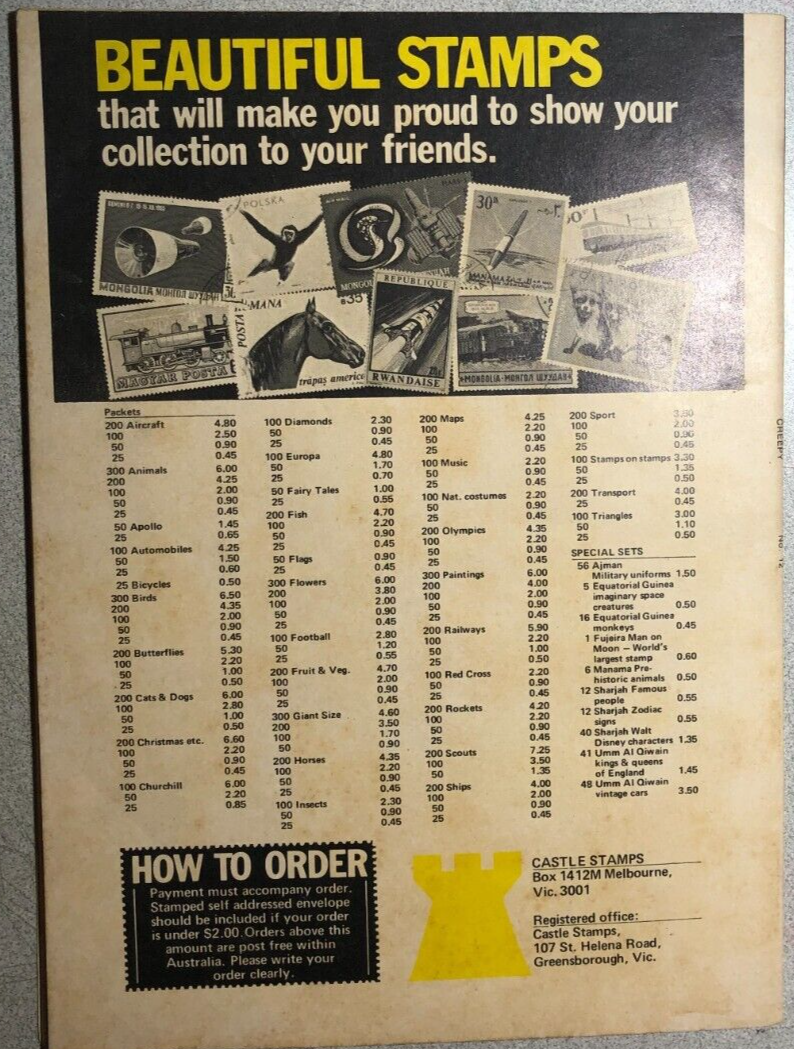 BEAUTIFUL STAMPS
that will make you proud to show your
collection to your friends.
MONGOLIA МОНГОЛ ШУУДАН
POLSKA
30
MAGYAR POSTA
POSTA
MANA
35
REPUBLIQUE
RWANDAISE
MONGOLIA-МОНГОЛ ШУУДАН
Packets
200 Aircraft 4.80
100 2.50
50 0.90
25 0.45
300 Animals 6.00
200 4.25
100 2.00
50 0.90
25 0.45
50 Apollo 1.45
25 0.65
100 Automobiles 4.25
50 1.50
25 0.60
25 Bicycles 0.50
300 Birds 6.50
200 4.35
100 2.00
50 0.90
25 0.45
200 Butterflies 5.30
100 2.20
50 1.00
25 0.50
200 Cats & Dogs 6.00
100 2.80
50 1.00
25 0.50
200 Christmas etc. 6.60
100 2.20
50 0.90
25 0.45
100 Churchill 6.00
50 2.20
25 0.85
100 Diamonds 2.30
50 0.90
25 0.45
100 Europa 4.80
50 1.70
25 0.70
50 Fairy Tales 1.00
25 0.55
200 Fish 4.70
100 2.20
50 0.90
25 0.45
50 Flags 0.90
25 0.45
300 Flowers 6.00
200 3.80
100 2.00
50 0.90
25 0.45
100 Football 2.80
50 1.20
25 0.55
200 Fruit & Veg. 4.70
100 2.00
50 0.90
25 0.45
300 Giant Size 4.60
200 3.50
100 1.70
50 0.90
200 Horses 4.35
100 2.20
50 0.90
25 0.45
100 Insects 2.30
50 0.90
25 0.45
200 Maps 4.25
100 2.20
50 0.90
25 0.45
100 Music 2.20
50 0.90
25 0.45
100 Nat. costumes 2.20
50 0.90
25 0.45
200 Olympics 4.35
100 2.20
50 0.90
25 0.45
300 Paintings 6.00
200 4.00
100 2.00
50 0.90
25 0.45
200 Railways 5.90
100 2.20
50 1.00
25 0.50
100 Red Cross 2.20
50 0.90
25 0.45
200 Rockets 4.20
100 2.20
50 0.90
25 0.45
200 Scouts 7.25
100 3.50
50 1.35
200 Ships 4.00
100 2.00
50 0.90
25 0.45
200 Sport
100 2.00
50 0.90
25 0.45
100 Stamps on stamps 3.30
50 1.35
25 0.50
200 Transport 4.00
25 0.45
100 Triangles 3.00
50 1.10
25 0.50
SPECIAL SETS
56 Ajman
Military uniforms 1.50
5 Equatorial Guinea
imaginary space
creatures 0.50
16 Equatorial Guinea
monkeys 0.45
1 Fujeira Man on
Moon – World's
largest stamp 0.60
6 Manama Pre-
historic animals 0.50
12 Sharjah Famous
people 0.55
12 Sharjah Zodiac
signs 0.55
40 Sharjah Walt
Disney characters 1.35
41 Umm Al Qiwain
kings & queens
of England 1.45
48 Umm Al Qiwain
vintage cars 3.50
HOW TO ORDER
Payment must accompany order.
Stamped self addressed envelope
should be included if your order
is under $2.00. Orders above this
amount are post free within
Australia. Please write your
order clearly.
CASTLE STAMPS
Box 1412M Melbourne,
Vic. 3001
Registered office:
Castle Stamps,
107 St. Helena Road,
Greensborough, Vic.
CREEPY No. 12